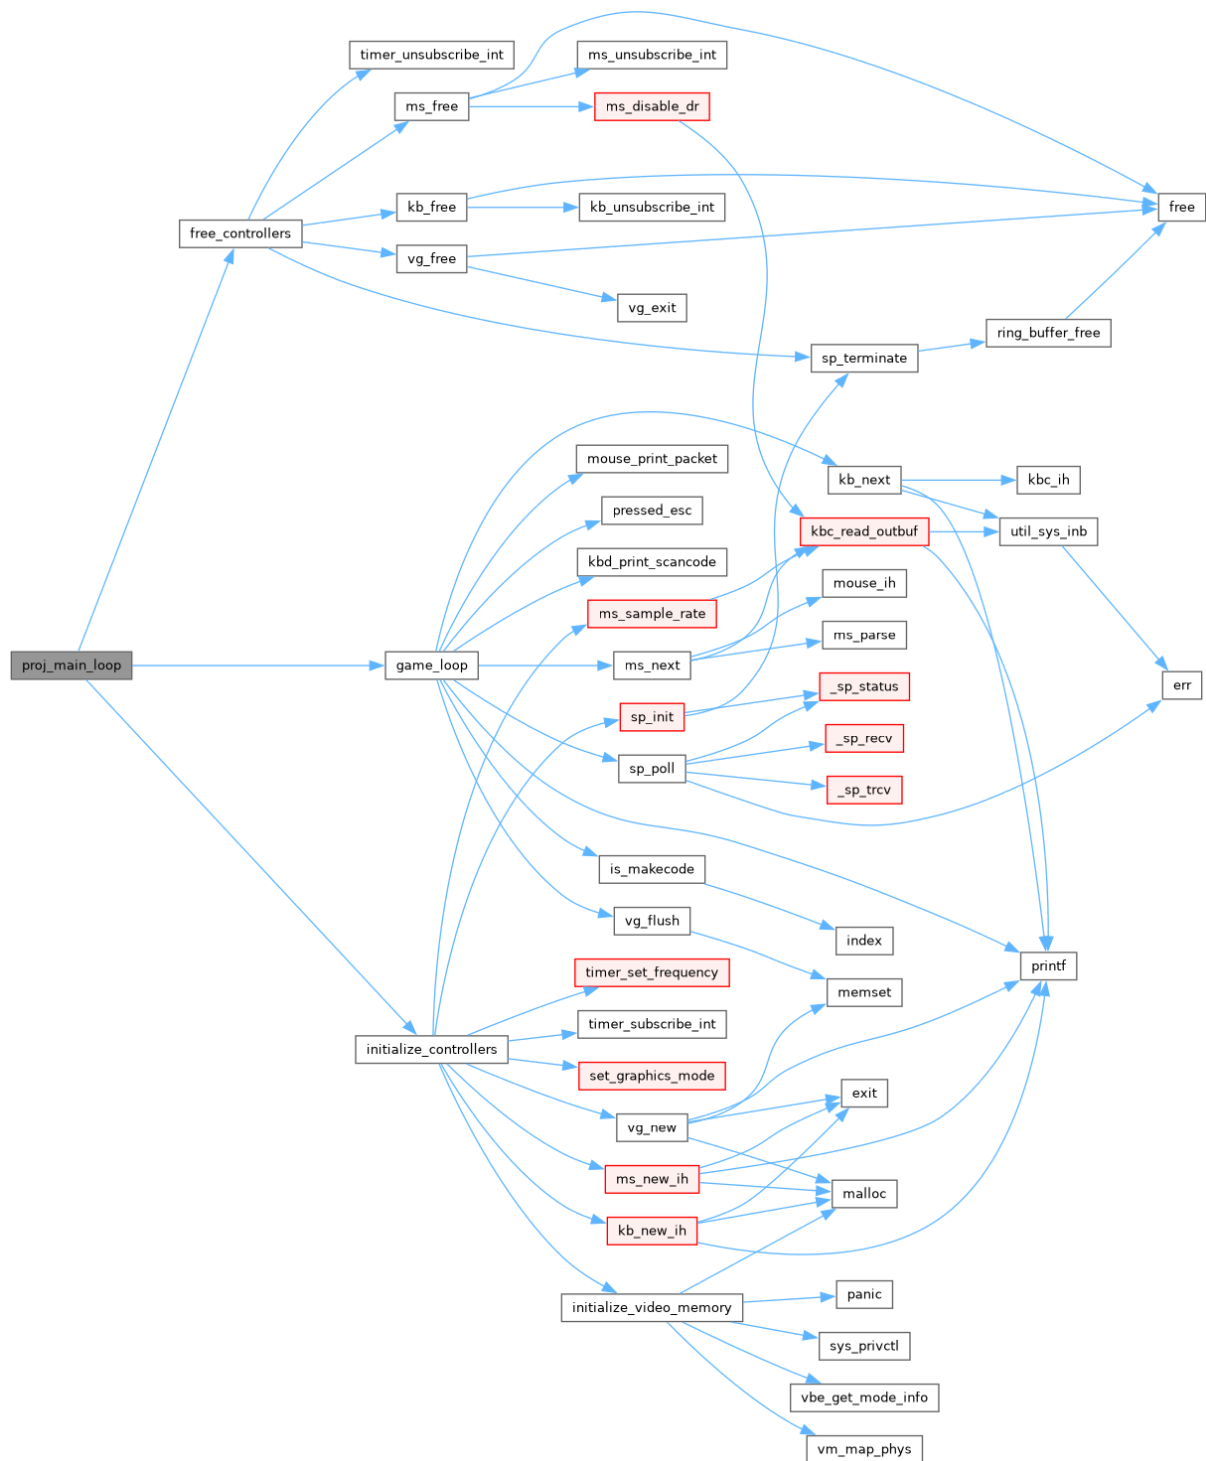 timer_unsubscribe_int
ms_unsubscribe_int
ms_free
ms_disable_dr
kb_free
kb_unsubscribe_int
free
free_controllers
vg_free
vg_exit
ring_buffer_free
sp_terminate
mouse_print_packet
kb_next
kbc_ih
pressed_esc
kbc_read_outbuf
util_sys_inb
kbd_print_scancode
mouse_ih
ms_sample_rate
ms_parse
proj_main_loop
game_loop
ms_next
_sp_status
err
sp_init
_sp_recv
sp_poll
_sp_trcv
is_makecode
vg_flush
index
printf
timer_set_frequency
memset
timer_subscribe_int
initialize_controllers
set_graphics_mode
exit
vg_new
ms_new_ih
malloc
kb_new_ih
panic
initialize_video_memory
sys_privctl
vbe_get_mode_info
vm_map_phys